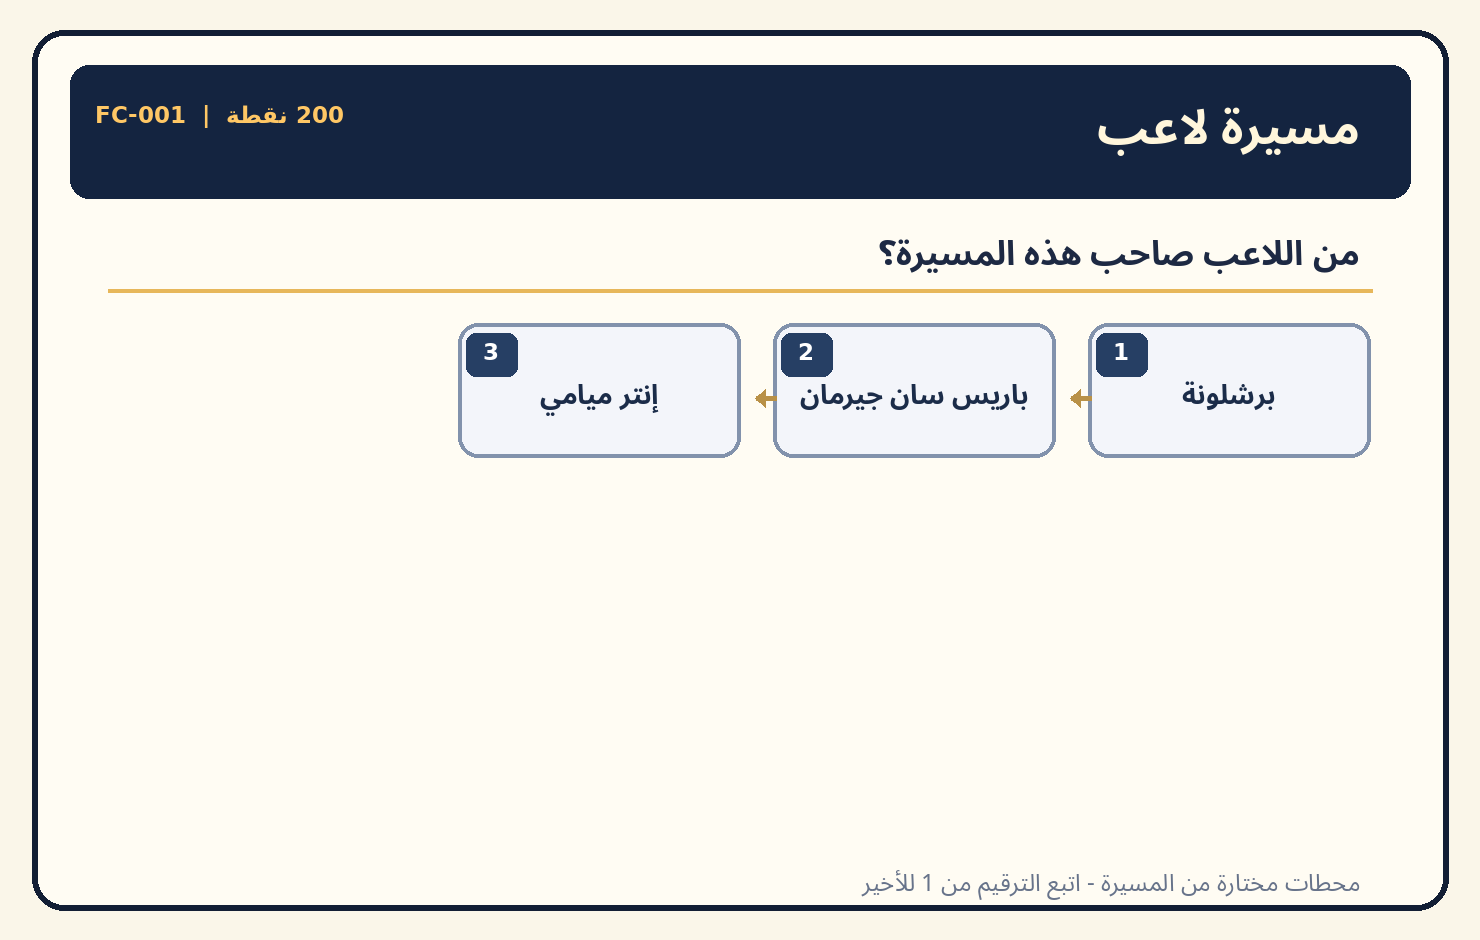 مسيرة لاعب
200 نقطة | FC-001
من اللاعب صاحب هذه المسيرة؟
1
برشلونة
2
باريس سان جيرمان
3
إنتر ميامي
محطات مختارة من المسيرة - اتبع الترقيم من 1 للأخير